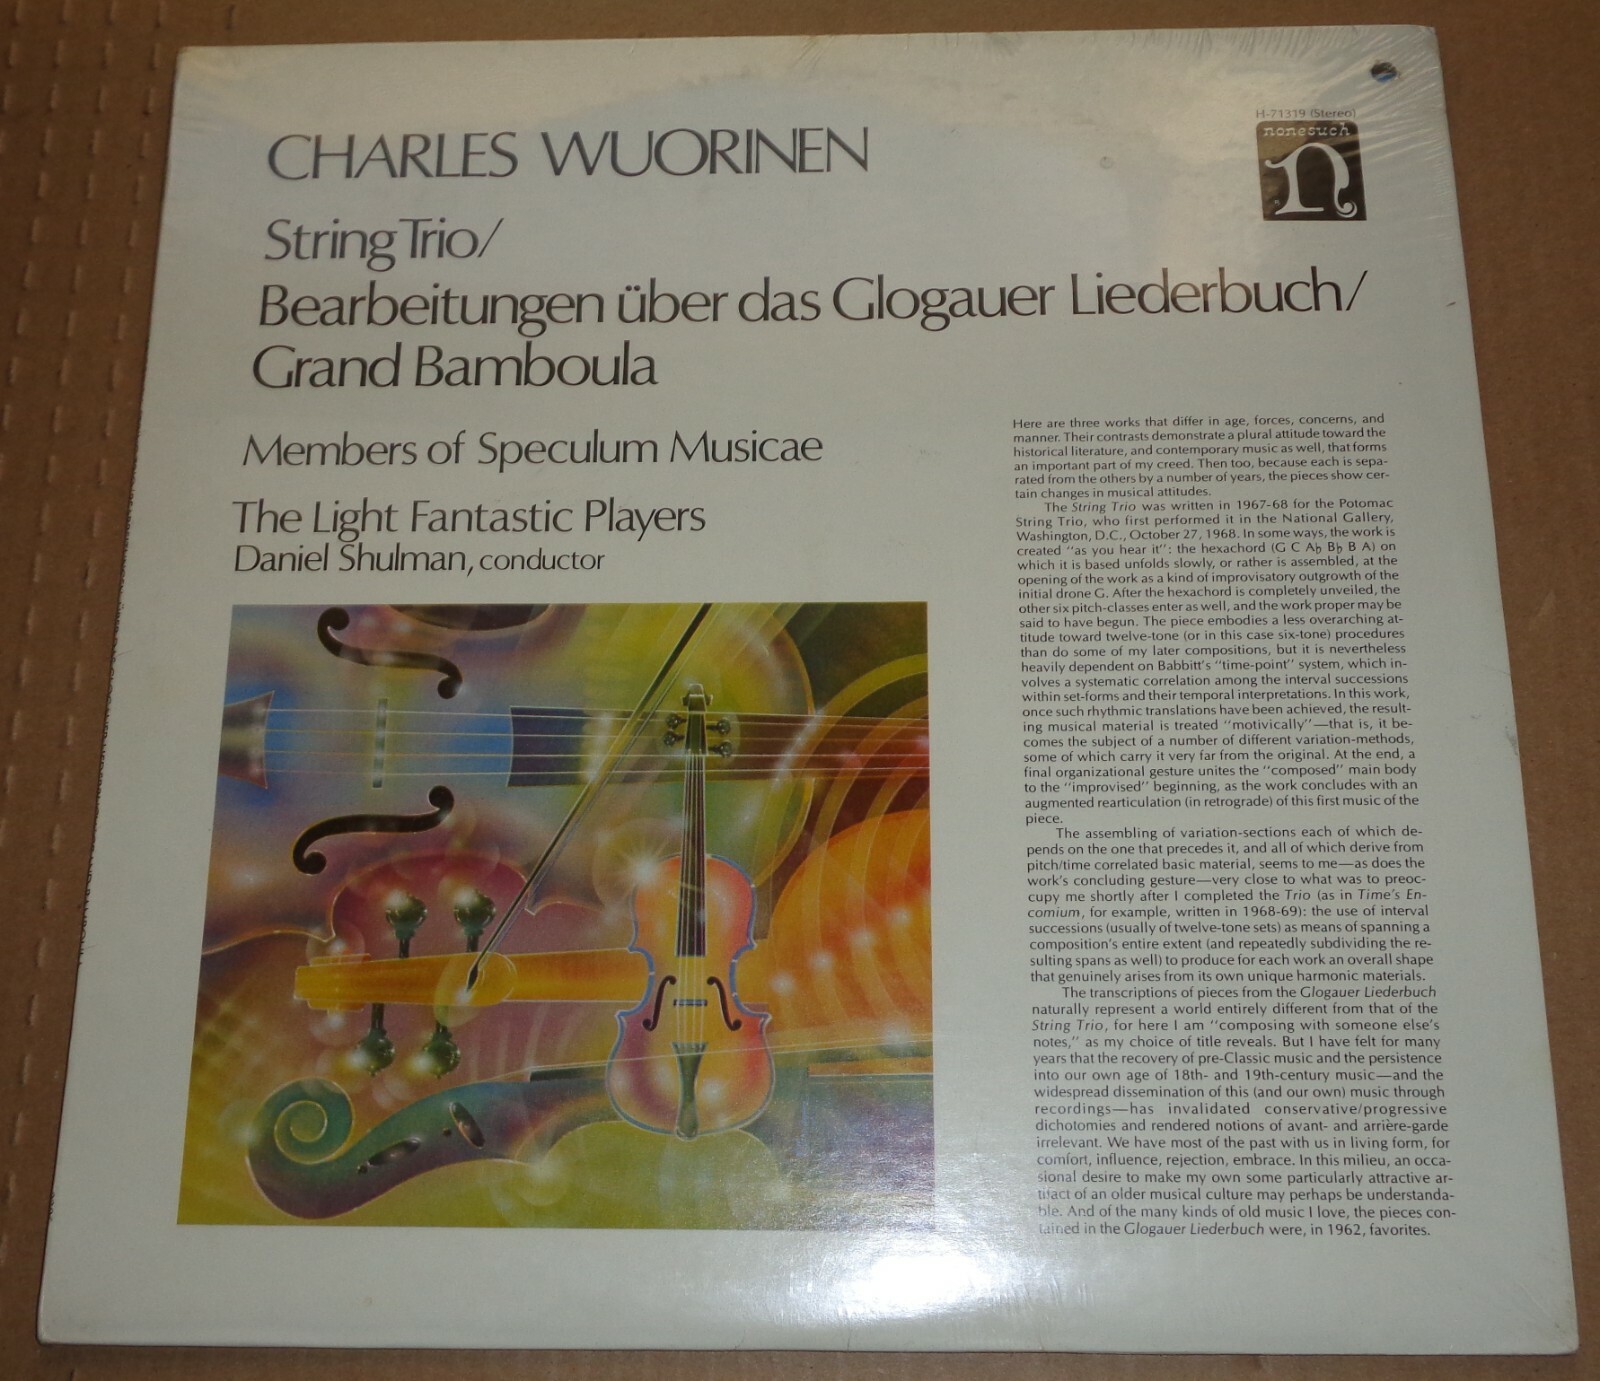 CHARLES WUORINEN
H-71319 (Stereo)
nonesuch
n
String Trio/
Bearbeitungen über das Glogauer Liederbuch/
Grand Bamboula
Members of Speculum Musicae
The Light Fantastic Players
Daniel Shulman, conductor
Here are three works that differ in age, forces, concerns, and
manner. Their contrasts demonstrate a plural attitude toward the
historical literature, and contemporary music as well, that forms
an important part of my creed. Then too, because each is sepa-
rated from the others by a number of years, the pieces show cer-
tain changes in musical attitudes.
The String Trio was written in 1967-68 for the Potomac
String Trio, who first performed it in the National Gallery,
Washington, D.C., October 27, 1968. In some ways, the work is
created "as you hear it": the hexachord (G C A♭ B♭ B A) on
which it is based unfolds slowly, or rather is assembled, at the
opening of the work as a kind of improvisatory outgrowth of the
initial drone G. After the hexachord is completely unveiled, the
other six pitch-classes enter as well, and the work proper may be
said to have begun. The piece embodies a less overarching at-
titude toward twelve-tone (or in this case six-tone) procedures
than do some of my later compositions, but it is nevertheless
heavily dependent on Babbitt's "time-point" system, which in-
volves a systematic correlation among the interval successions
within set-forms and their temporal interpretations. In this work,
once such rhythmic translations have been achieved, the result-
ing musical material is treated "motivically"—that is, it be-
comes the subject of a number of different variation-methods,
some of which carry it very far from the original. At the end, a
final organizational gesture unites the "composed" main body
to the "improvised" beginning, as the work concludes with an
augmented rearticulation (in retrograde) of this first music of the
piece.
The assembling of variation-sections each of which de-
pends on the one that precedes it, and all of which derive from
pitch/time correlated basic material, seems to me—as does the
work's concluding gesture—very close to what was to preoc-
cupy me shortly after I completed the Trio (as in Time's En-
comium, for example, written in 1968-69): the use of interval
successions (usually of twelve-tone sets) as means of spanning a
composition's entire extent (and repeatedly subdividing the re-
sulting spans as well) to produce for each work an overall shape
that genuinely arises from its own unique harmonic materials.
The transcriptions of pieces from the Glogauer Liederbuch
naturally represent a world entirely different from that of the
String Trio, for here I am "composing with someone else's
notes," as my choice of title reveals. But I have felt for many
years that the recovery of pre-Classic music and the persistence
into our own age of 18th- and 19th-century music—and the
widespread dissemination of this (and our own) music through
recordings—has invalidated conservative/progressive
dichotomies and rendered notions of avant- and arrière-garde
irrelevant. We have most of the past with us in living form, for
comfort, influence, rejection, embrace. In this milieu, an occa-
sional desire to make my own some particularly attractive ar-
tifact of an older musical culture may perhaps be understanda-
ble. And of the many kinds of old music I love, the pieces con-
tained in the Glogauer Liederbuch were, in 1962, favorites.